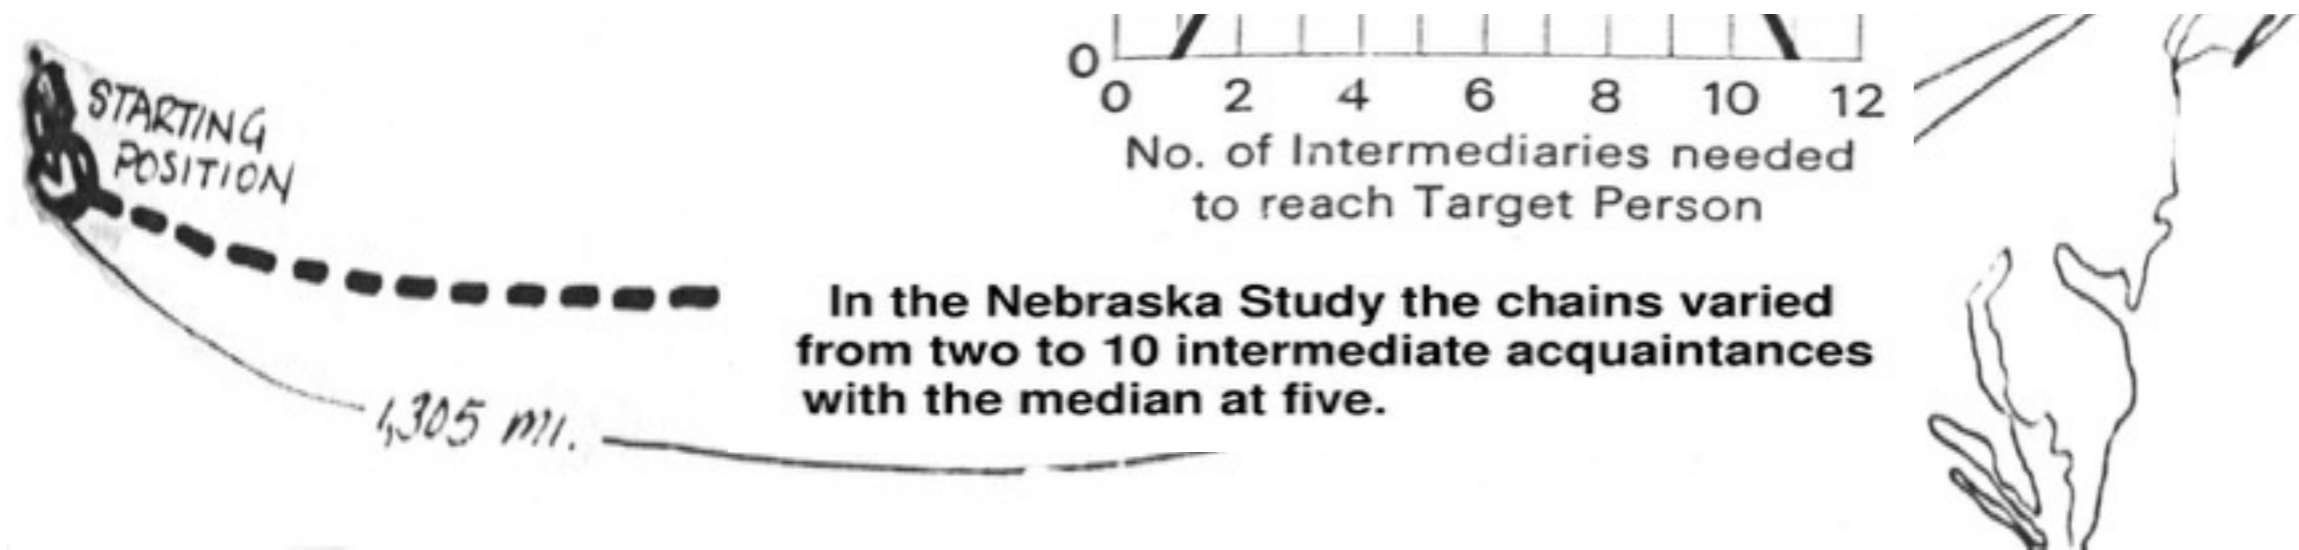 STARTING
POSITION
1,305 mi.
0
0 2 4 6 8 10 12
No. of Intermediaries needed
to reach Target Person
In the Nebraska Study the chains varied
from two to 10 intermediate acquaintances
with the median at five.